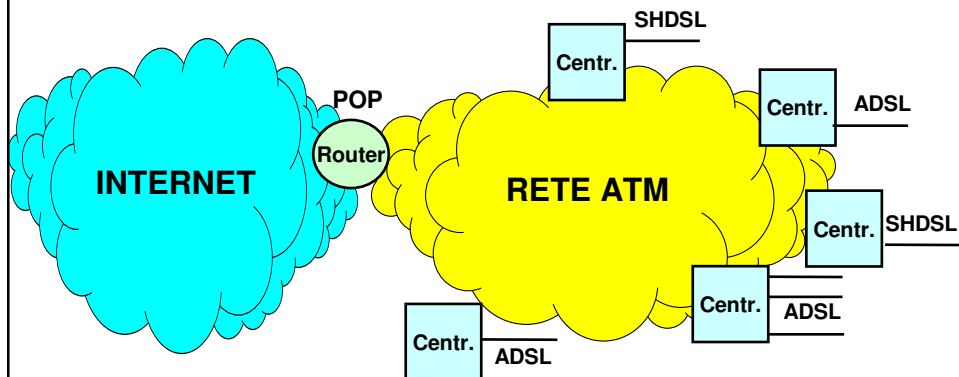 SHDSL
Centr.
POP
Centr.
ADSL
Router
INTERNET
RETE ATM
Centr.
SHDSL
Centr.
ADSL
Centr.
ADSL